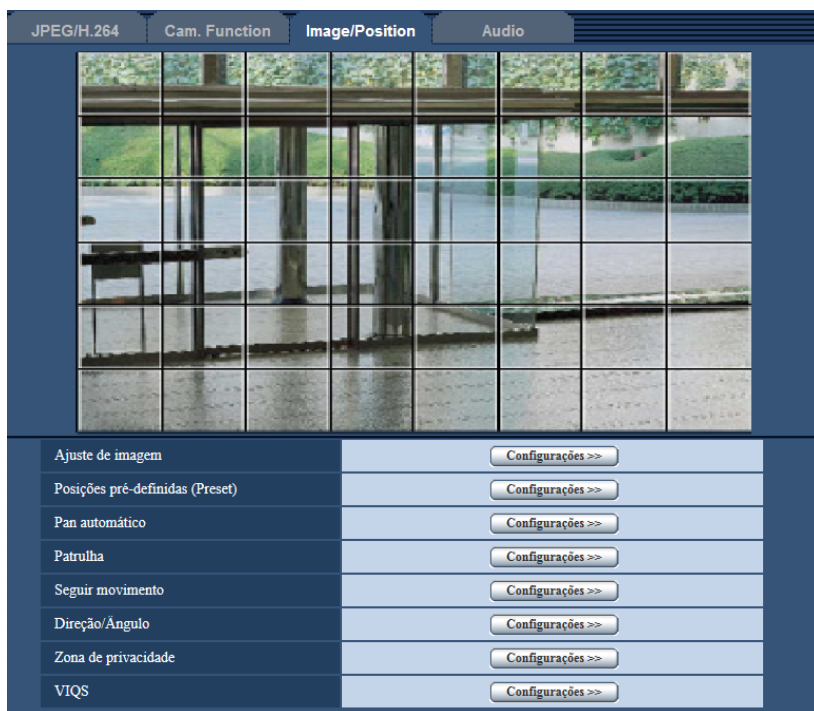 JPEG/H.264 Cam. Function Image/Position Audio
Ajuste de imagem Configurações >>
Posições pré-definidas (Preset) Configurações >>
Pan automático Configurações >>
Patrulha Configurações >>
Seguir movimento Configurações >>
Direção/Ângulo Configurações >>
Zona de privacidade Configurações >>
VIQS Configurações >>